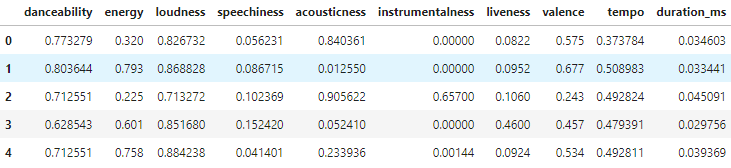 danceability energy loudness speechiness acousticness instrumentalness liveness valence tempo duration_ms
0 0.773279 0.320 0.826732 0.056231 0.840361 0.00000 0.0822 0.575 0.373784 0.034603
1 0.803644 0.793 0.868828 0.086715 0.012550 0.00000 0.0952 0.677 0.508983 0.033441
2 0.712551 0.225 0.713272 0.102369 0.905622 0.65700 0.1060 0.243 0.492824 0.045091
3 0.628543 0.601 0.851680 0.152420 0.052410 0.00000 0.4600 0.457 0.479391 0.029756
4 0.712551 0.758 0.884238 0.041401 0.233936 0.00144 0.0924 0.534 0.492811 0.039369